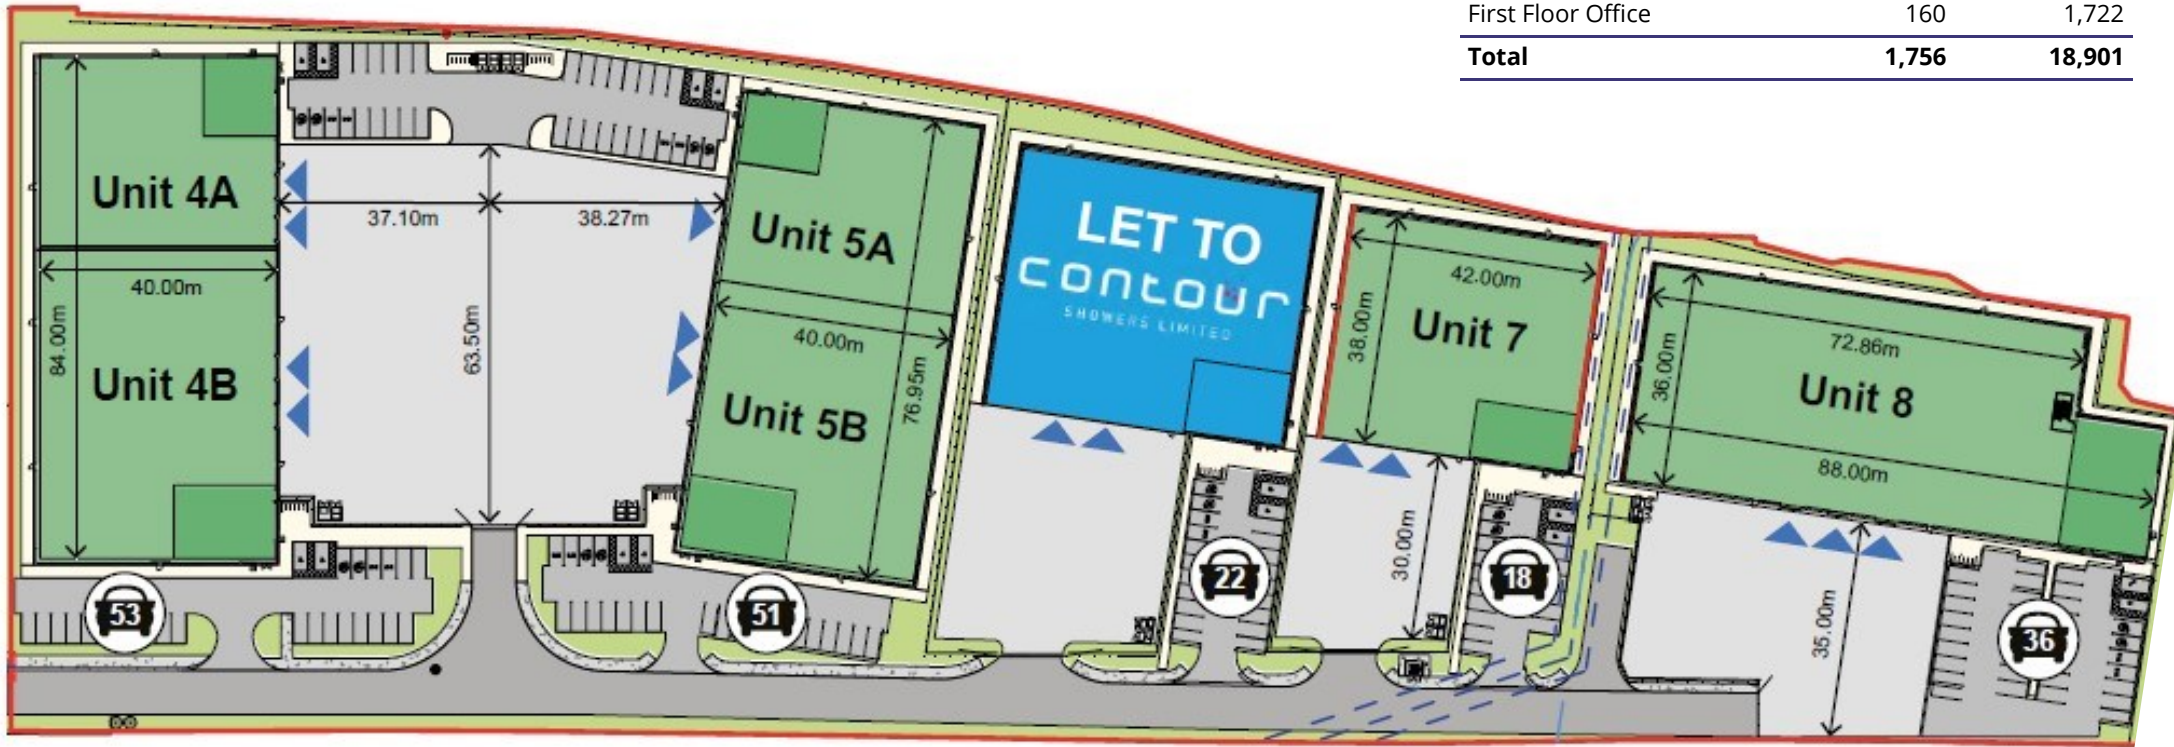 First Floor Office 160 1,722
Total 1,756 18,901
Unit 4A
37.10m
38.27m
Unit 5A
LET TO
contour
SHOWERS LIMITED
42.00m
38.00m
Unit 7
72.86m
36.00m
Unit 8
88.00m
40.00m
84.00m
Unit 4B
63.50m
40.00m
76.95m
Unit 5B
30.00m
35.00m
53
51
22
18
36